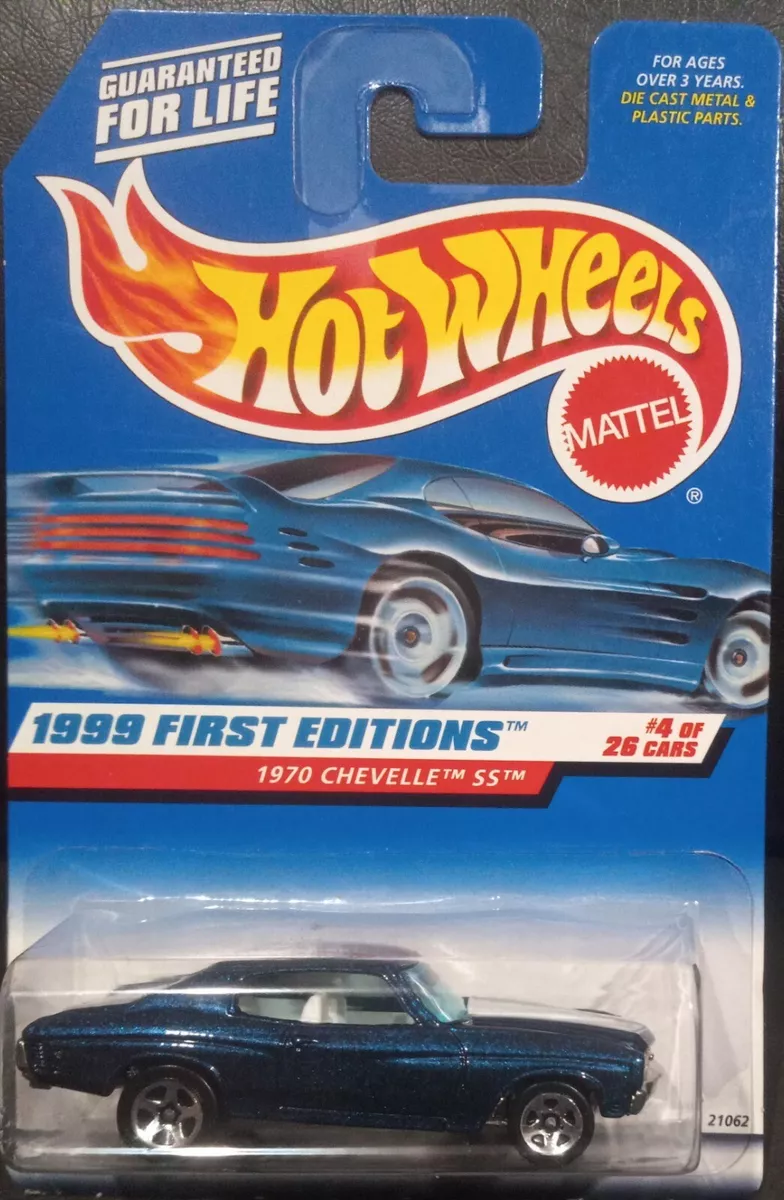 GUARANTEED
FOR LIFE
FOR AGES
OVER 3 YEARS.
DIE CAST METAL &
PLASTIC PARTS.
HOT WHEELS
MATTEL
®
1999 FIRST EDITIONS™
#4 OF
26 CARS
1970 CHEVELLE™ SS™
21062